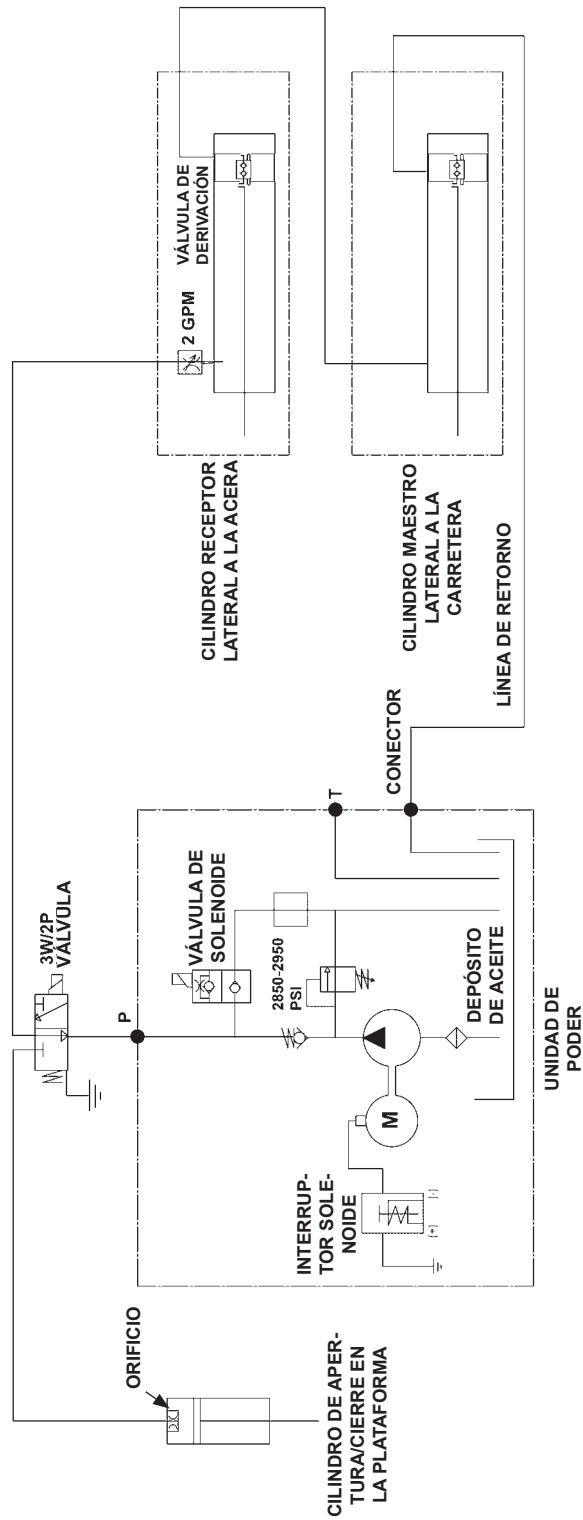 ORIFICIO
CILINDRO DE APER-
TURA/CIERRE EN
LA PLATAFORMA
3W/2P
VÁLVULA
P
VÁLVULA DE
SOLENOIDE
2850-2950
PSI
INTERRUP-
TOR SOLE-
NOIDE
M
(+)
(-)
DEPÓSITO
DE ACEITE
UNIDAD DE
PODER
T
CONECTOR
LÍNEA DE RETORNO
2 GPM
VÁLVULA DE
DERIVACIÓN
CILINDRO RECEPTOR
LATERAL A LA ACERA
CILINDRO MAESTRO
LATERAL A LA
CARRETERA